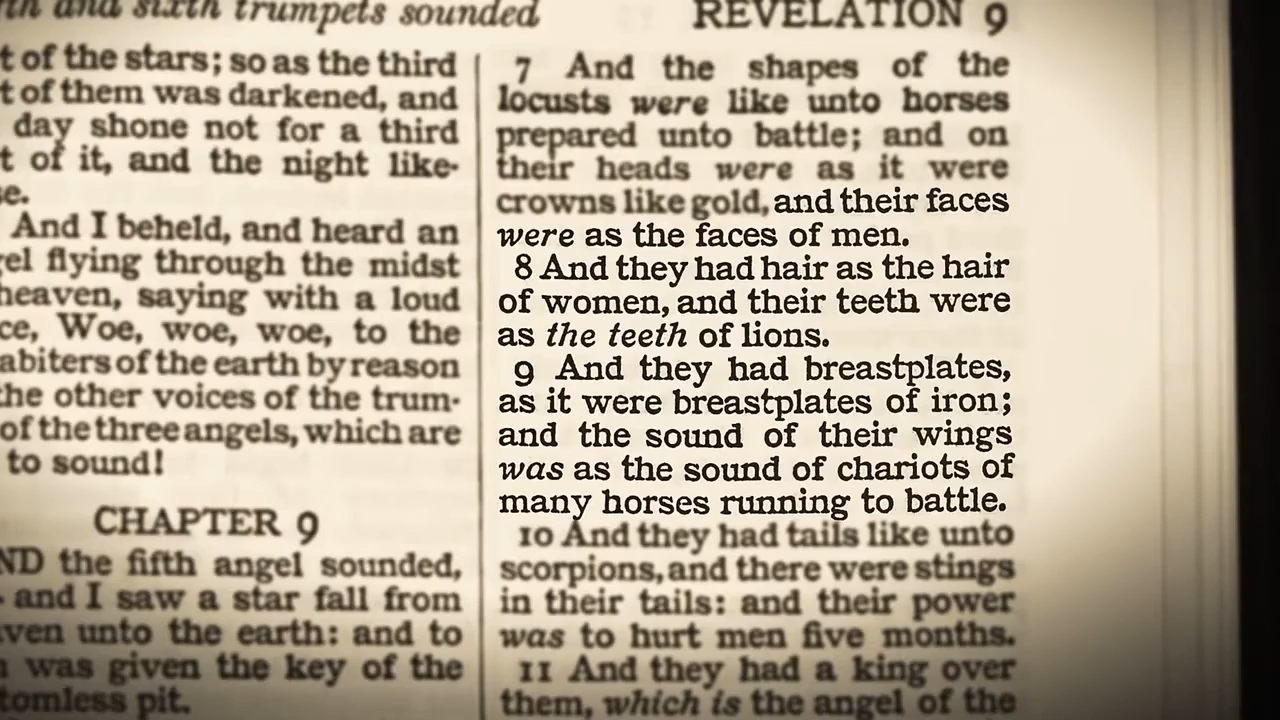 th and sixth trumpets sounded
REVELATION 9
t of the stars; so as the third
t of them was darkened, and
day shone not for a third
t of it, and the night like-
se.
And I beheld, and heard an
gel flying through the midst
heaven, saying with a loud
ce, Woe, woe, woe, to the
abiters of the earth by reason
the other voices of the trum-
of the three angels, which are
to sound!
CHAPTER 9
ND the fifth angel sounded,
and I saw a star fall from
ven unto the earth: and to
was given the key of the
tomless pit.
7 And the shapes of the
locusts were like unto horses
prepared unto battle; and on
their heads were as it were
crowns like gold, and their faces
were as the faces of men.
8 And they had hair as the hair
of women, and their teeth were
as the teeth of lions.
9 And they had breastplates,
as it were breastplates of iron;
and the sound of their wings
was as the sound of chariots of
many horses running to battle.
10 And they had tails like unto
scorpions, and there were stings
in their tails: and their power
was to hurt men five months.
11 And they had a king over
them, which is the angel of the